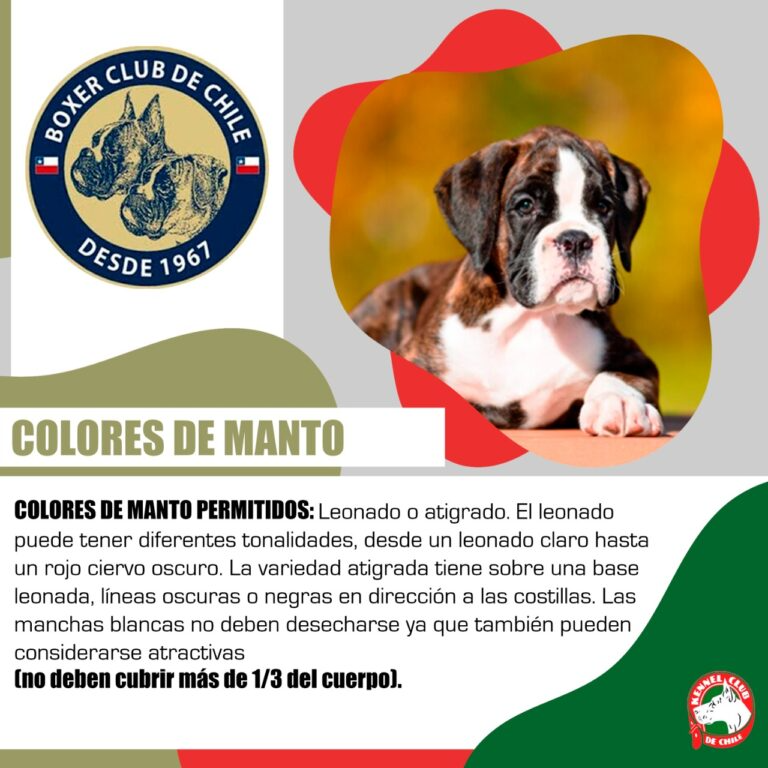 BOXER CLUB DE CHILE
DESDE 1967
COLORES DE MANTO
COLORES DE MANTO PERMITIDOS: Leonado o atigrado. El leonado
puede tener diferentes tonalidades, desde un leonado claro hasta
un rojo ciervo oscuro. La variedad atigrada tiene sobre una base
leonada, líneas oscuras o negras en dirección a las costillas. Las
manchas blancas no deben desecharse ya que también pueden
considerarse atractivas
(no deben cubrir más de 1/3 del cuerpo).
KENNEL CLUB
DE CHILE